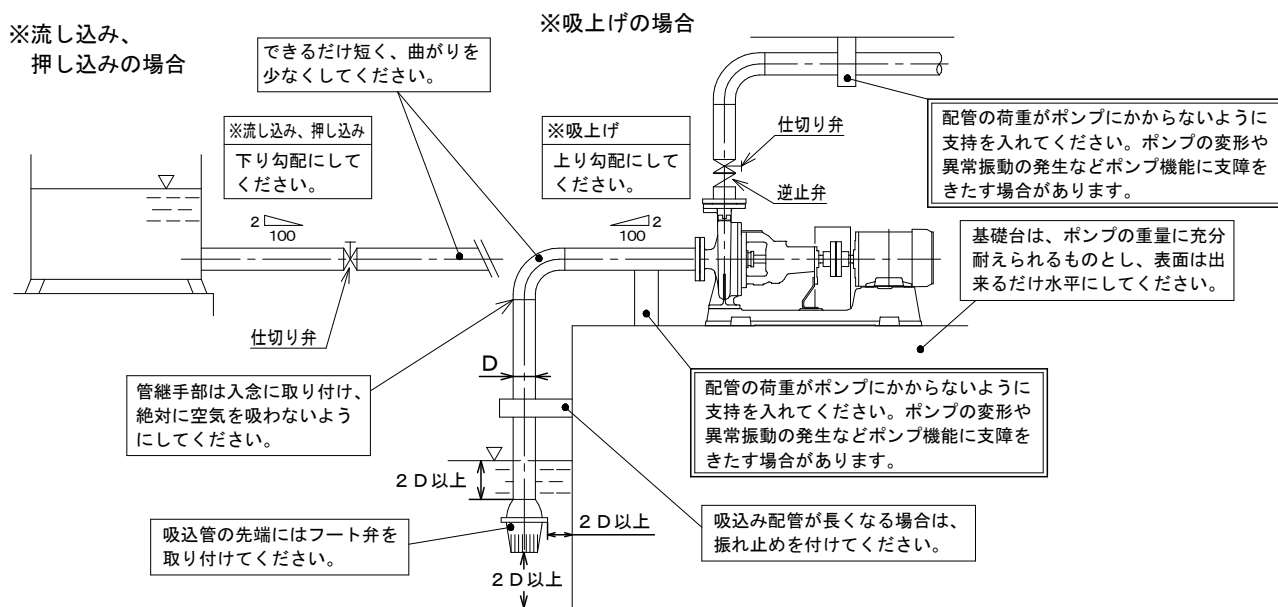 ※流し込み、
押し込みの場合
できるだけ短く、曲がりを
少なくしてください。
※吸上げの場合
※流し込み、押し込み
下り勾配にして
ください。
※吸上げ
上り勾配にして
ください。
仕切り弁
逆止弁
配管の荷重がポンプにかからないように
支持を入れてください。ポンプの変形や
異常振動の発生などポンプ機能に支障を
きたす場合があります。
2
100
2
100
基礎台は、ポンプの重量に充分
耐えられるものとし、表面は出
来るだけ水平にしてください。
仕切り弁
D
管継手部は入念に取り付け、
絶対に空気を吸わないよう
にしてください。
配管の荷重がポンプにかからないように
支持を入れてください。ポンプの変形や
異常振動の発生などポンプ機能に支障を
きたす場合があります。
2D以上
吸込管の先端にはフート弁を
取り付けてください。
2D以上
吸込み配管が長くなる場合は、
振れ止めを付けてください。
2D以上